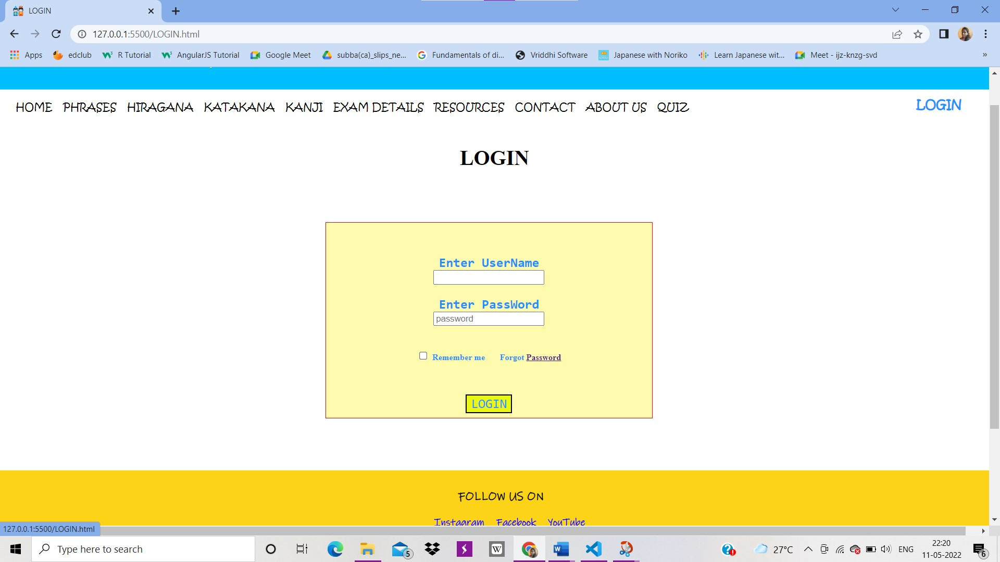 LOGIN
127.0.0.1:5500/LOGIN.html
Apps edclub R Tutorial AngularJS Tutorial Google Meet subba(ca)_slips_ne... Fundamentals of di... Vriddhi Software Japanese with Noriko Learn Japanese wit... Meet - ijz-knzg-svd »
HOME PHRASES HIRAGANA KATAKANA KANJI EXAM DETAILS RESOURCES CONTACT ABOUT US QUIZ LOGIN
LOGIN
Enter UserName
Enter PassWord
password
Remember me Forgot Password
LOGIN
FOLLOW US ON
Instagram Facebook YouTube
127.0.0.1:5500/LOGIN.html
Type here to search
5
W
W
27°C
ENG
22:20
11-05-2022
6